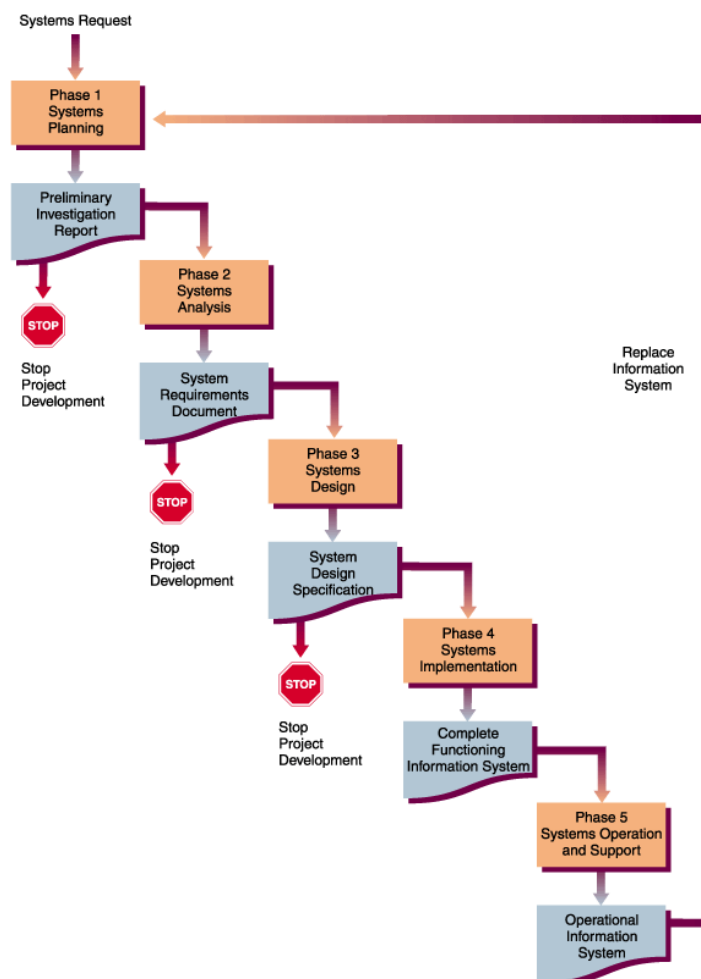 Systems Request
Phase 1
Systems
Planning
Preliminary
Investigation
Report
STOP
Stop
Project
Development
Phase 2
Systems
Analysis
System
Requirements
Document
STOP
Stop
Project
Development
Replace
Information
System
Phase 3
Systems
Design
System
Design
Specification
STOP
Stop
Project
Development
Phase 4
Systems
Implementation
Complete
Functioning
Information System
Phase 5
Systems Operation
and Support
Operational
Information
System